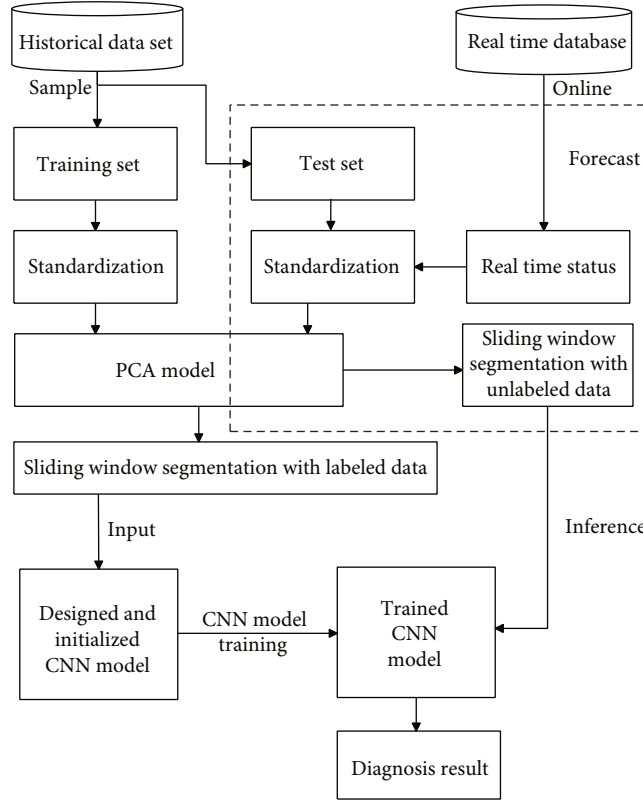 Historical data set
Real time database
Sample
Online
Training set
Test set
Forecast
Standardization
Standardization
Real time status
PCA model
Sliding window
segmentation with
unlabeled data
Sliding window segmentation with labeled data
Input
Inference
Designed and
initialized
CNN model
CNN model
training
Trained
CNN
model
Diagnosis result